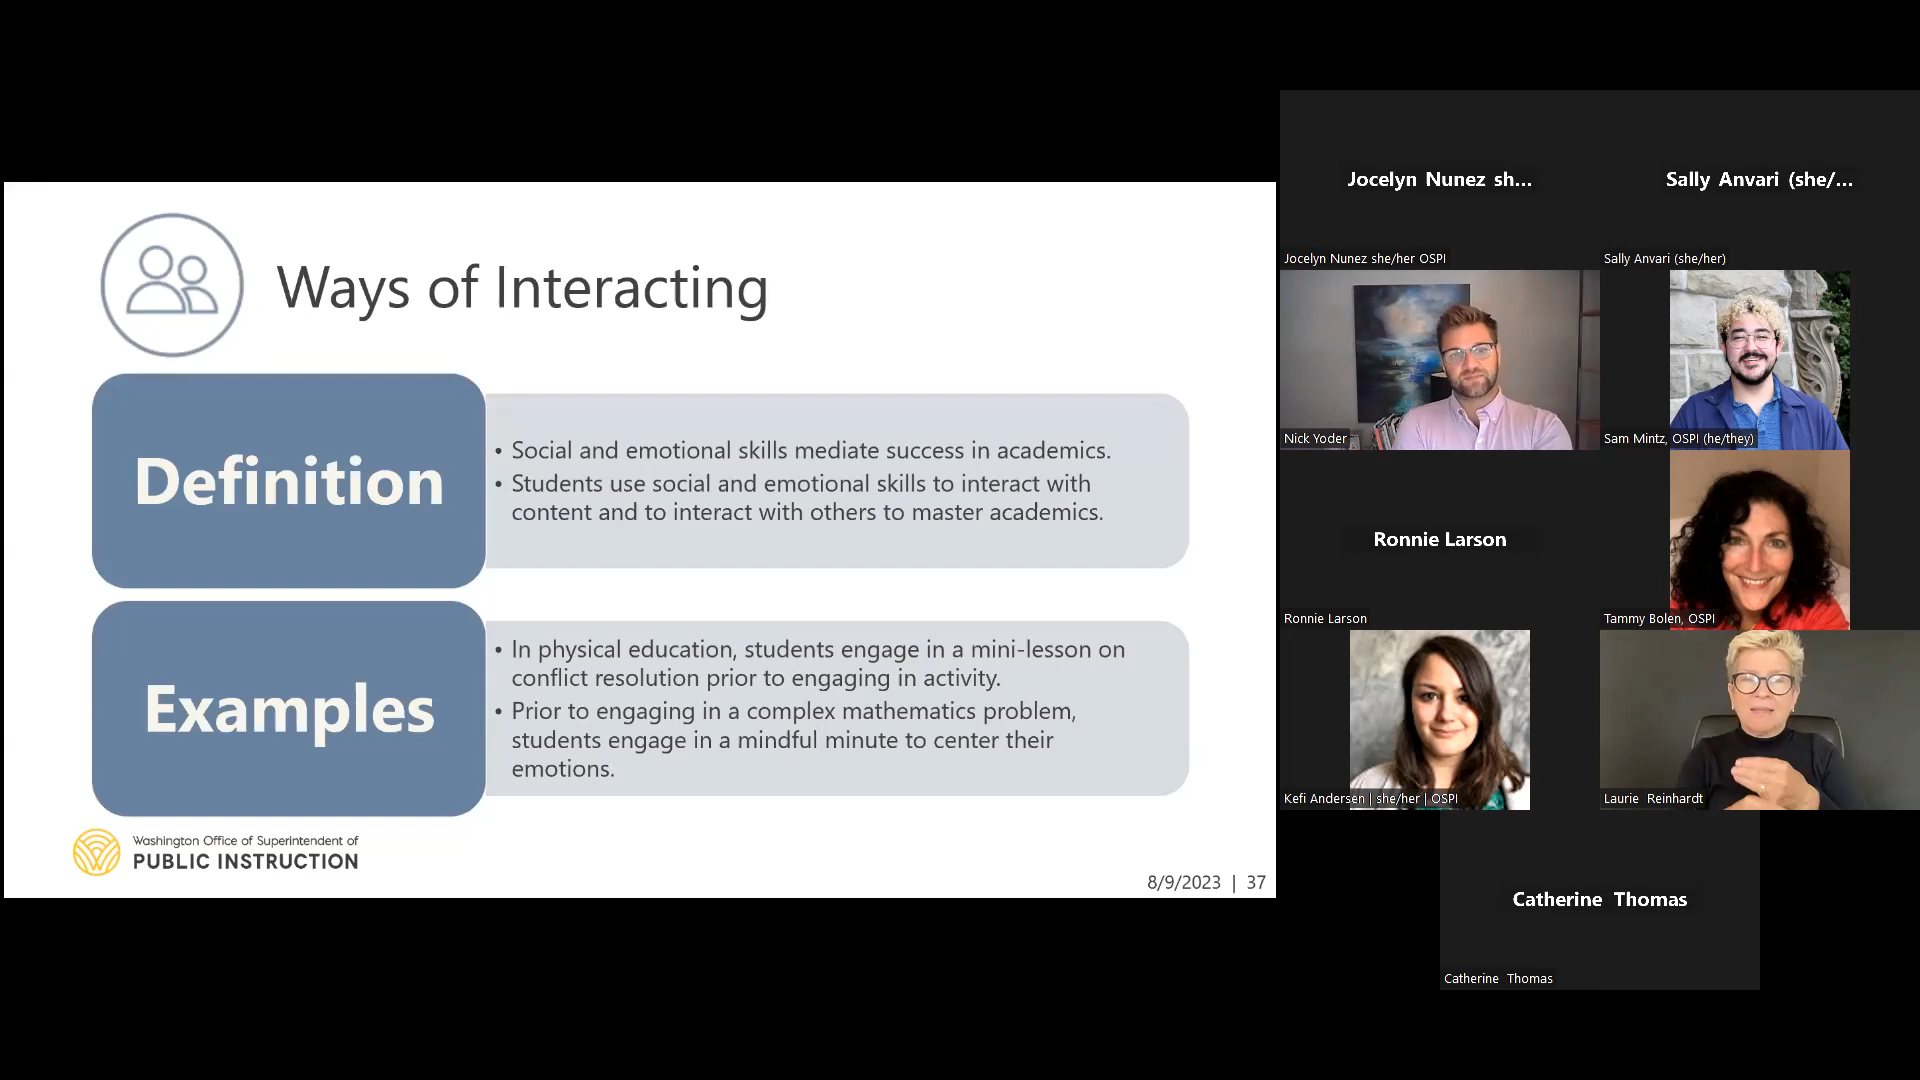 Ways of Interacting
Definition
• Social and emotional skills mediate success in academics.
• Students use social and emotional skills to interact with
content and to interact with others to master academics.
Examples
• In physical education, students engage in a mini-lesson on
conflict resolution prior to engaging in activity.
• Prior to engaging in a complex mathematics problem,
students engage in a mindful minute to center their
emotions.
Washington Office of Superintendent of
PUBLIC INSTRUCTION
8/9/2023 | 37
Jocelyn Nunez sh...
Jocelyn Nunez she/her OSPI
Sally Anvari (she/...
Sally Anvari (she/her)
Nick Yoder
Sam Mintz, OSPI (he/they)
Ronnie Larson
Ronnie Larson
Tammy Bolen, OSPI
Kefi Andersen | she/her | OSPI
Laurie Reinhardt
Catherine Thomas
Catherine Thomas